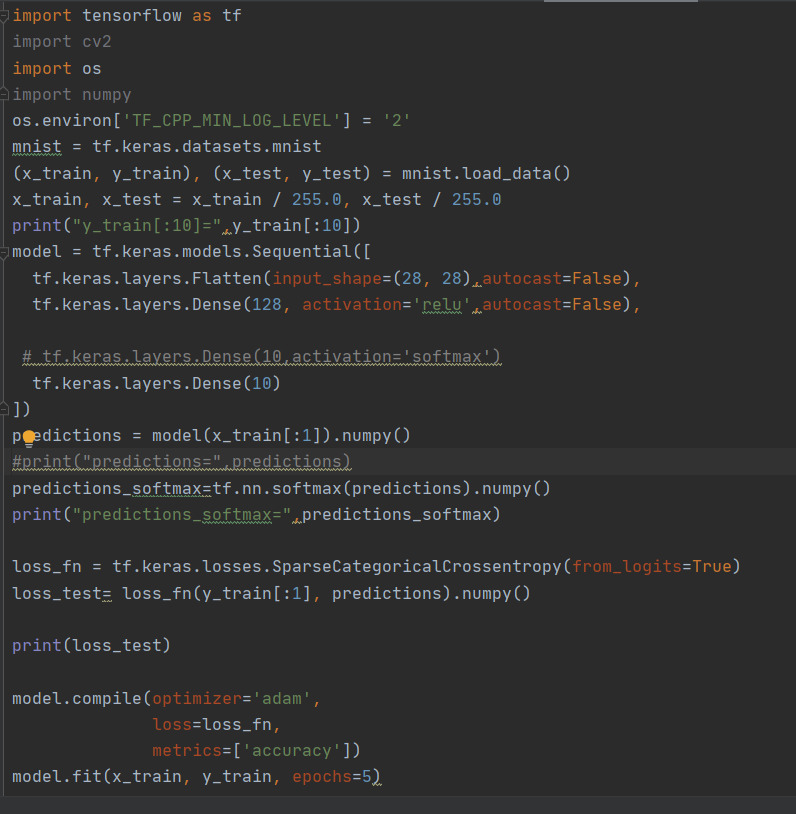 import tensorflow as tf
import cv2
import os
import numpy
os.environ['TF_CPP_MIN_LOG_LEVEL'] = '2'
mnist = tf.keras.datasets.mnist
(x_train, y_train), (x_test, y_test) = mnist.load_data()
x_train, x_test = x_train / 255.0, x_test / 255.0
print("y_train[:10]=",y_train[:10])
model = tf.keras.models.Sequential([
  tf.keras.layers.Flatten(input_shape=(28, 28),autocast=False),
  tf.keras.layers.Dense(128, activation='relu',autocast=False),
 # tf.keras.layers.Dense(10,activation='softmax')
  tf.keras.layers.Dense(10)
])
predictions = model(x_train[:1]).numpy()
#print("predictions=",predictions)
predictions_softmax=tf.nn.softmax(predictions).numpy()
print("predictions_softmax=",predictions_softmax)
loss_fn = tf.keras.losses.SparseCategoricalCrossentropy(from_logits=True)
loss_test= loss_fn(y_train[:1], predictions).numpy()
print(loss_test)
model.compile(optimizer='adam',
              loss=loss_fn,
              metrics=['accuracy'])
model.fit(x_train, y_train, epochs=5)